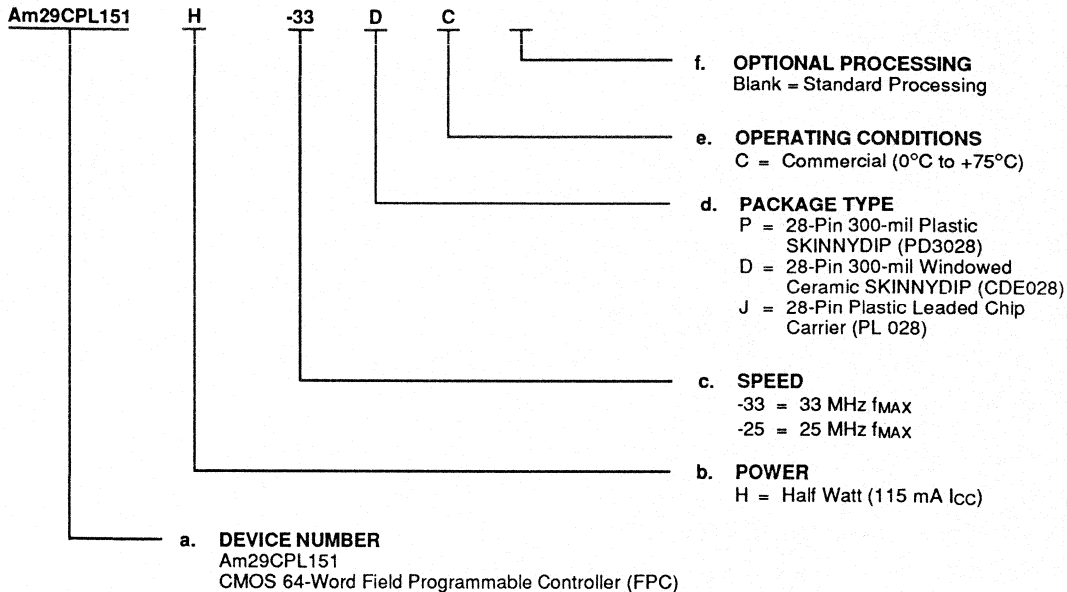 Am29CPL151 H -33 D C
f. OPTIONAL PROCESSING
Blank = Standard Processing
e. OPERATING CONDITIONS
C = Commercial (0°C to +75°C)
d. PACKAGE TYPE
P = 28-Pin 300-mil Plastic
SKINNYDIP (PD3028)
D = 28-Pin 300-mil Windowed
Ceramic SKINNYDIP (CDE028)
J = 28-Pin Plastic Leaded Chip
Carrier (PL 028)
c. SPEED
-33 = 33 MHz fMAX
-25 = 25 MHz fMAX
b. POWER
H = Half Watt (115 mA ICC)
a. DEVICE NUMBER
Am29CPL151
CMOS 64-Word Field Programmable Controller (FPC)